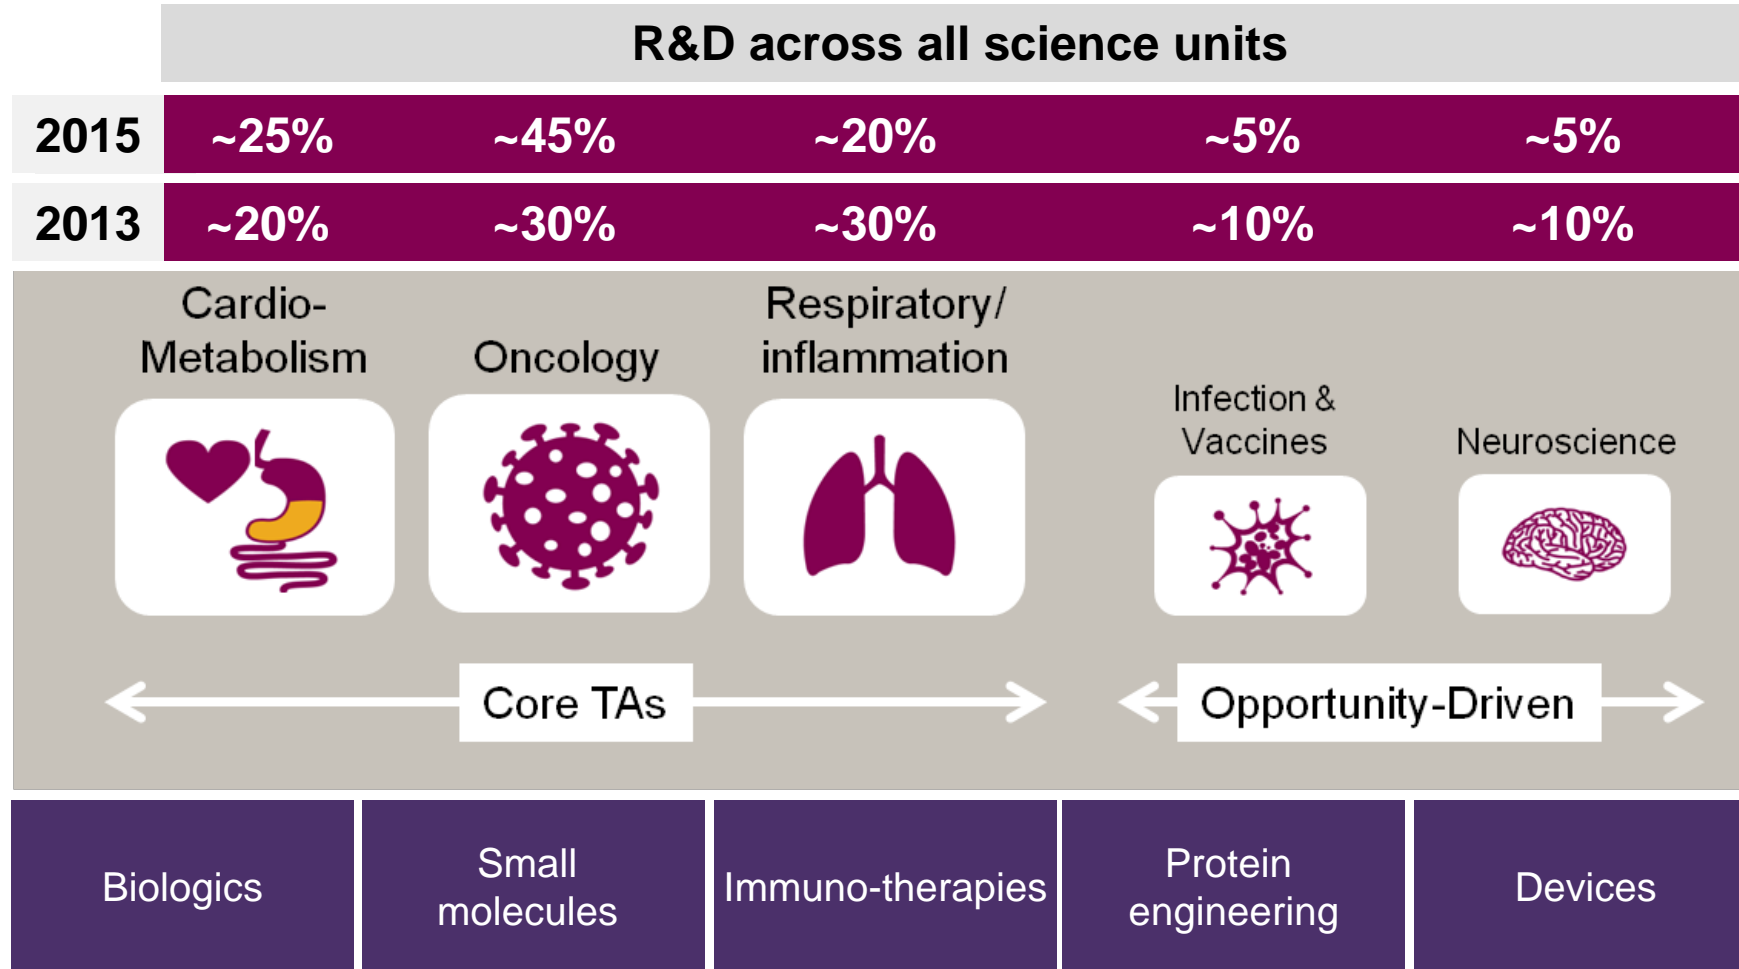 R&D across all science units
2015 ~25% ~45% ~20% ~5% ~5%
2013 ~20% ~30% ~30% ~10% ~10%
Cardio-
Metabolism
Oncology
Respiratory/
inflammation
Infection &
Vaccines
Neuroscience
Core TAs
Opportunity-Driven
Biologics
Small
molecules
Immuno-therapies
Protein
engineering
Devices